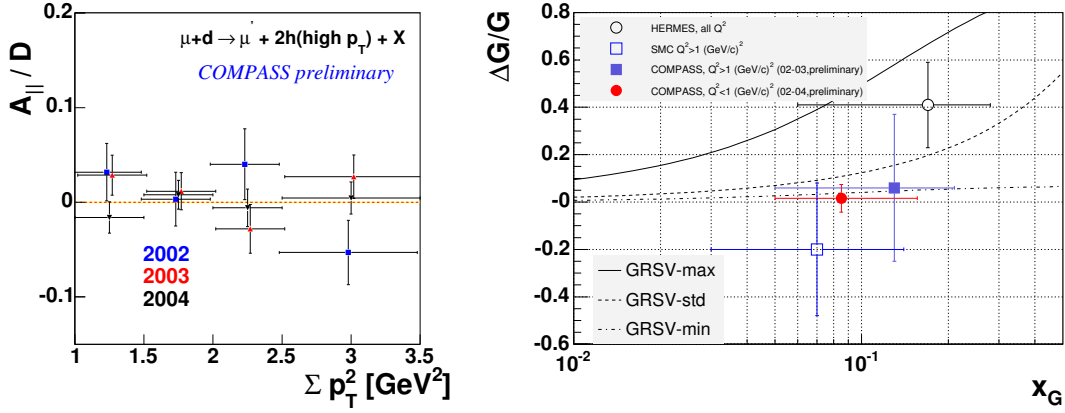 A|| / D
μ+d → μ' + 2h(high pT) + X
COMPASS preliminary
0.2
0.1
0
-0.1
2002
2003
2004
1 1.5 2 2.5 3 3.5
Σ pT² [GeV²]
ΔG/G
HERMES, all Q²
SMC Q²>1 (GeV/c)²
COMPASS, Q²>1 (GeV/c)² (02-03,preliminary)
COMPASS, Q²<1 (GeV/c)² (02-04,preliminary)
0.8
0.6
0.4
0.2
-0
-0.2
-0.4
-0.6
GRSV-max
GRSV-std
GRSV-min
10⁻² 10⁻¹
xG